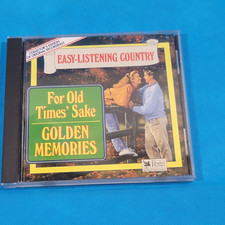 EASY-LISTENING COUNTRY
For Old
Times' Sake
GOLDEN
MEMORIES